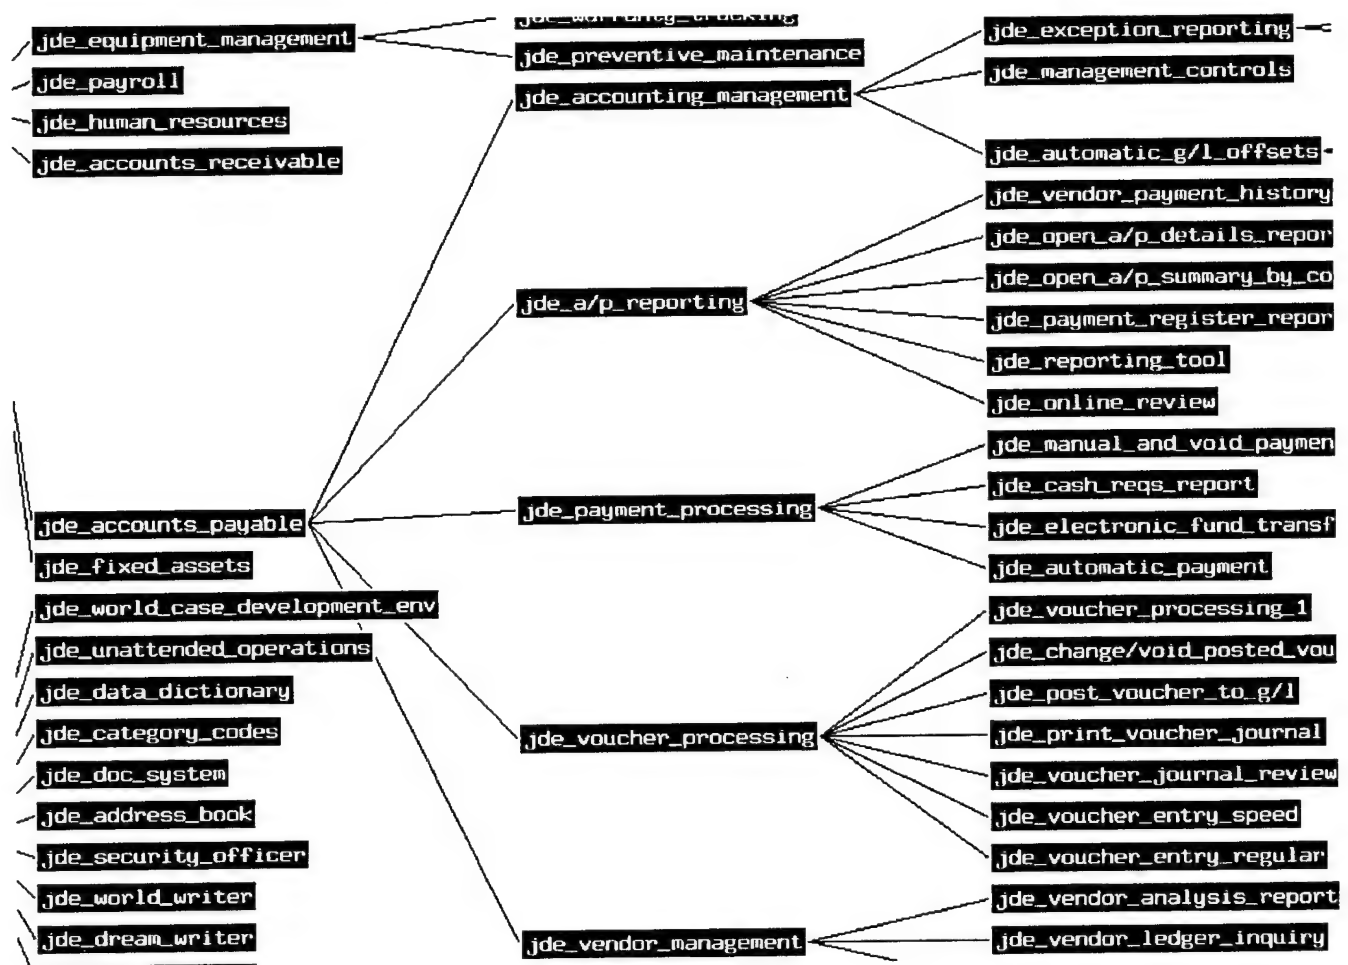 jde_equipment_management
jde_payroll
jde_human_resources
jde_accounts_receivable
jde_accounts_payable
jde_fixed_assets
jde_world_case_development_env
jde_unattended_operations
jde_data_dictionary
jde_category_codes
jde_doc_system
jde_address_book
jde_security_officer
jde_world_writer
jde_dream_writer
jde_warranty_tracking
jde_preventive_maintenance
jde_accounting_management
jde_a/p_reporting
jde_payment_processing
jde_voucher_processing
jde_vendor_management
jde_exception_reporting
jde_management_controls
jde_automatic_g/l_offsets
jde_vendor_payment_history
jde_open_a/p_details_repor
jde_open_a/p_summary_by_co
jde_payment_register_repor
jde_reporting_tool
jde_online_review
jde_manual_and_void_paymen
jde_cash_reqs_report
jde_electronic_fund_transf
jde_automatic_payment
jde_voucher_processing_1
jde_change/void_posted_vou
jde_post_voucher_to_g/l
jde_print_voucher_journal
jde_voucher_journal_review
jde_voucher_entry_speed
jde_voucher_entry_regular
jde_vendor_analysis_report
jde_vendor_ledger_inquiry